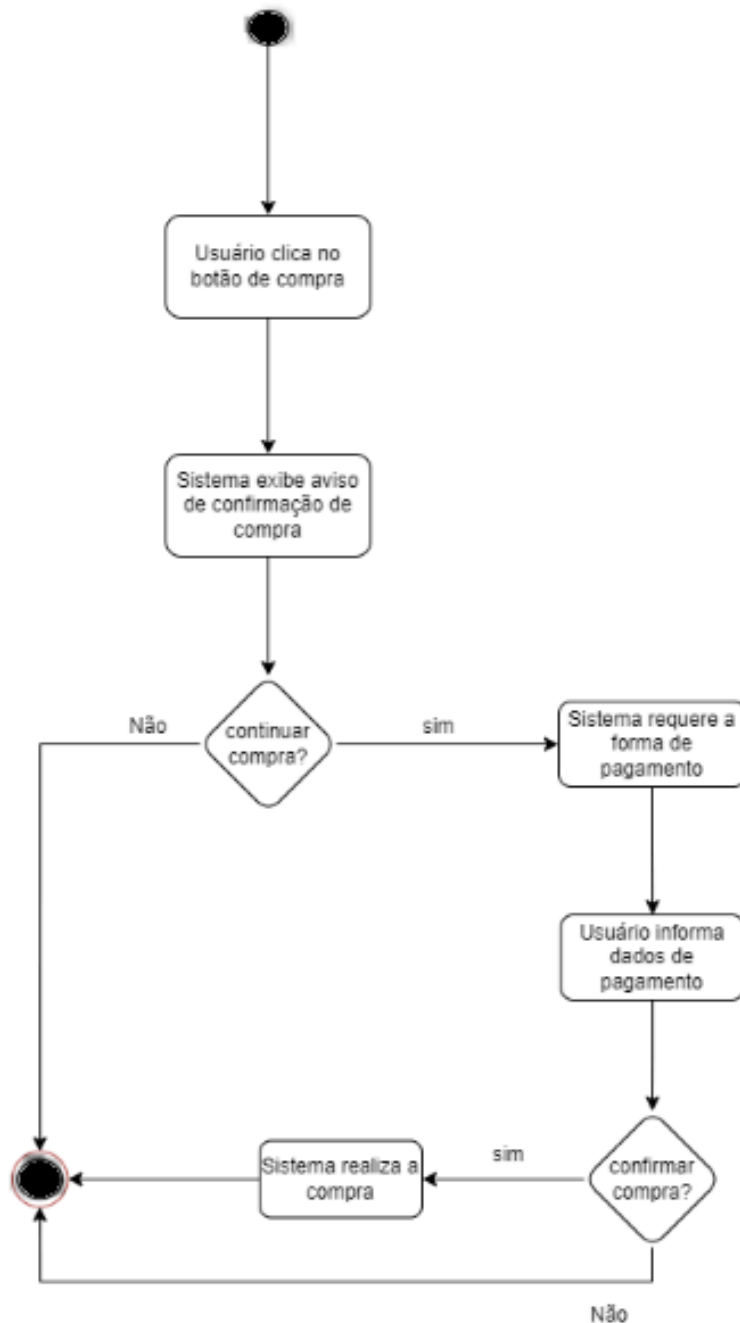 Usuário clica no
botão de compra
Sistema exibe aviso
de confirmação de
compra
Não
continuar
compra?
sim
Sistema requere a
forma de
pagamento
Usuário informa
dados de
pagamento
Sistema realiza a
compra
sim
confirmar
compra?
Não